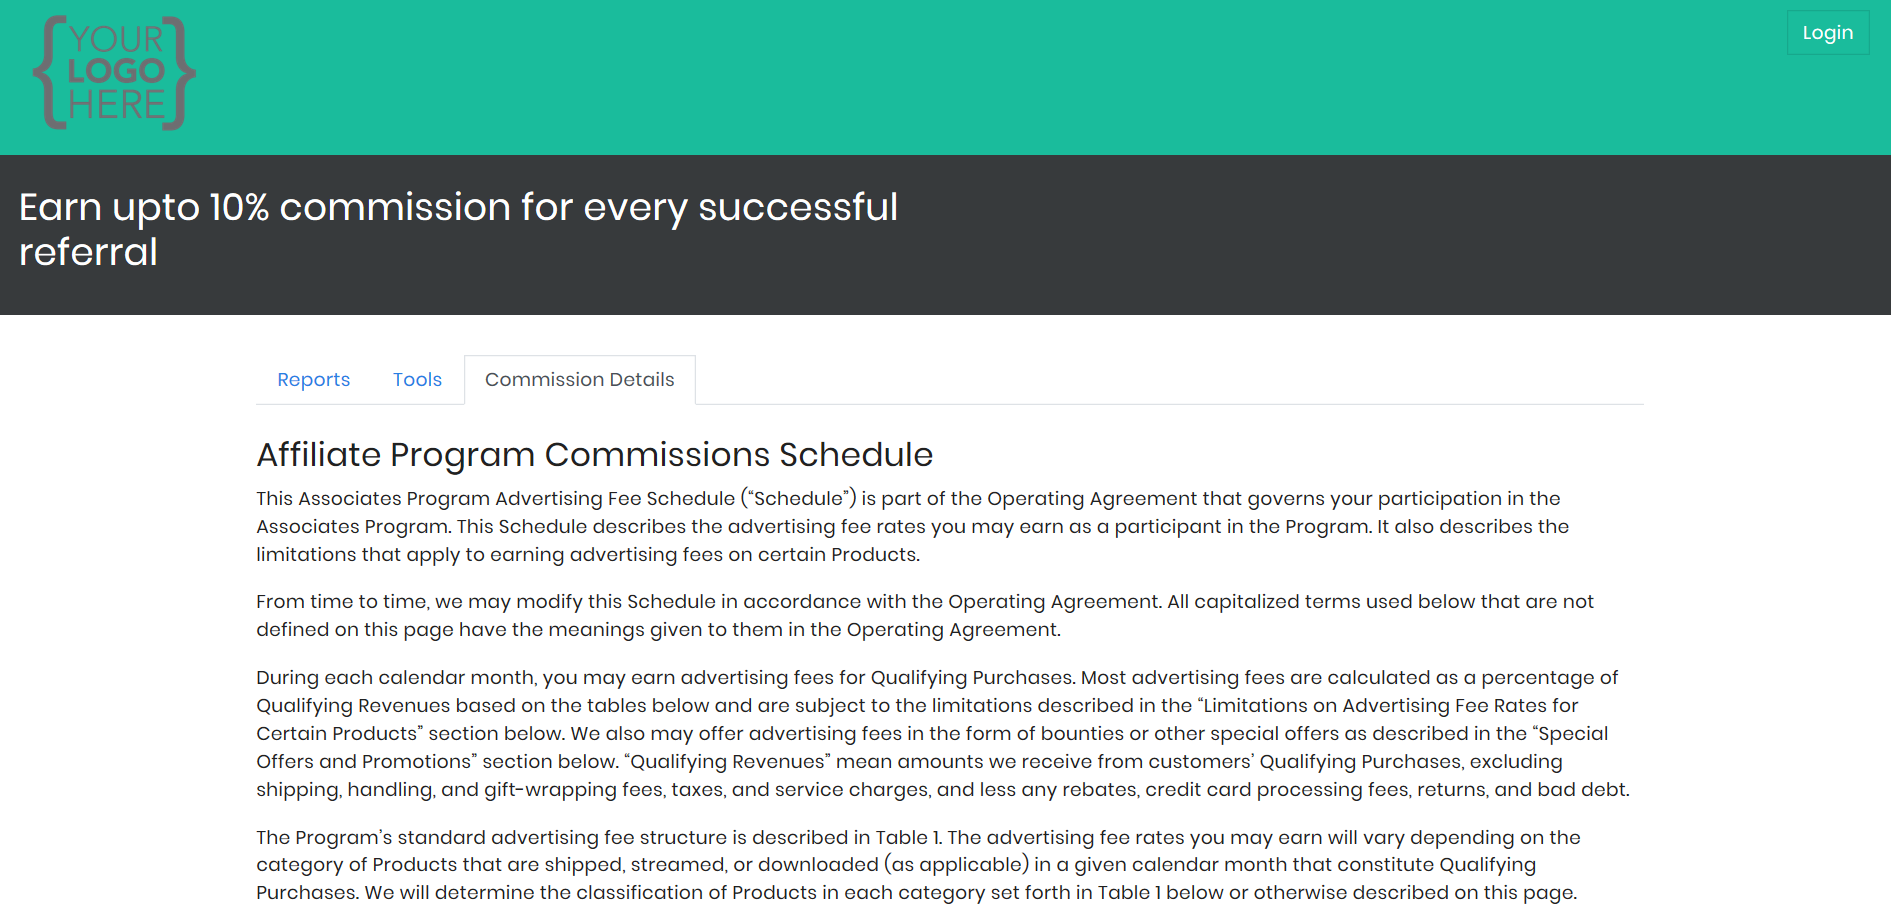 YOUR
LOGO
HERE
Login
Earn upto 10% commission for every successful
referral
Reports
Tools
Commission Details
Affiliate Program Commissions Schedule
This Associates Program Advertising Fee Schedule (“Schedule”) is part of the Operating Agreement that governs your participation in the
Associates Program. This Schedule describes the advertising fee rates you may earn as a participant in the Program. It also describes the
limitations that apply to earning advertising fees on certain Products.
From time to time, we may modify this Schedule in accordance with the Operating Agreement. All capitalized terms used below that are not
defined on this page have the meanings given to them in the Operating Agreement.
During each calendar month, you may earn advertising fees for Qualifying Purchases. Most advertising fees are calculated as a percentage of
Qualifying Revenues based on the tables below and are subject to the limitations described in the “Limitations on Advertising Fee Rates for
Certain Products” section below. We also may offer advertising fees in the form of bounties or other special offers as described in the “Special
Offers and Promotions” section below. “Qualifying Revenues” mean amounts we receive from customers’ Qualifying Purchases, excluding
shipping, handling, and gift-wrapping fees, taxes, and service charges, and less any rebates, credit card processing fees, returns, and bad debt.
The Program’s standard advertising fee structure is described in Table 1. The advertising fee rates you may earn will vary depending on the
category of Products that are shipped, streamed, or downloaded (as applicable) in a given calendar month that constitute Qualifying
Purchases. We will determine the classification of Products in each category set forth in Table 1 below or otherwise described on this page.